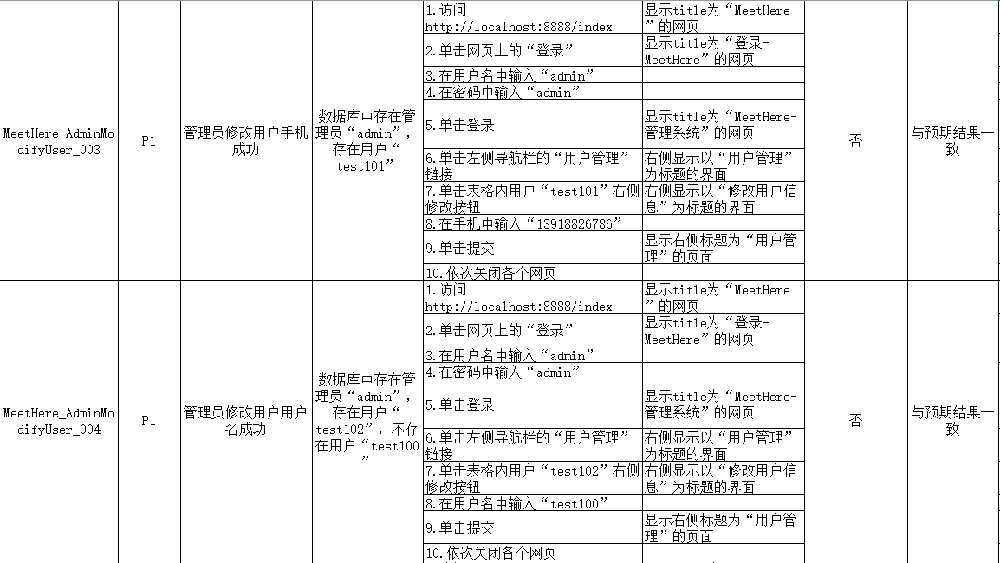 MeetHere_AdminMo
difyUser_003
P1
管理员修改用户手机
成功
数据库中存在管
理员“admin”，
存在用户“
test101”
1.访问
http://localhost:8888/index
显示title为“MeetHere
”的网页
2.单击网页上的“登录”
显示title为“登录-
MeetHere”的网页
3.在用户名中输入“admin”
4.在密码中输入“admin”
5.单击登录
显示title为“MeetHere-
管理系统”的网页
6.单击左侧导航栏的“用户管理”
链接
右侧显示以“用户管理”
为标题的界面
7.单击表格内用户“test101”右侧
修改按钮
右侧显示以“修改用户信
息”为标题的界面
8.在手机中输入“13918826786”
9.单击提交
显示右侧标题为“用户管
理”的页面
10.依次关闭各个网页
否
与预期结果一
致
MeetHere_AdminMo
difyUser_004
P1
管理员修改用户用户
名成功
数据库中存在管
理员“admin”，
存在用户“
test102”，不存
在用户“test100
”
1.访问
http://localhost:8888/index
显示title为“MeetHere
”的网页
2.单击网页上的“登录”
显示title为“登录-
MeetHere”的网页
3.在用户名中输入“admin”
4.在密码中输入“admin”
5.单击登录
显示title为“MeetHere-
管理系统”的网页
6.单击左侧导航栏的“用户管理”
链接
右侧显示以“用户管理”
为标题的界面
7.单击表格内用户“test102”右侧
修改按钮
右侧显示以“修改用户信
息”为标题的界面
8.在用户名中输入“test100”
9.单击提交
显示右侧标题为“用户管
理”的页面
10.依次关闭各个网页
否
与预期结果一
致